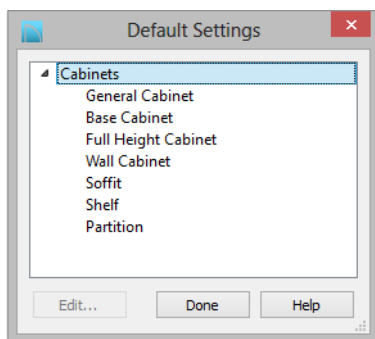 Default Settings
Cabinets
General Cabinet
Base Cabinet
Full Height Cabinet
Wall Cabinet
Soffit
Shelf
Partition
Edit... Done Help